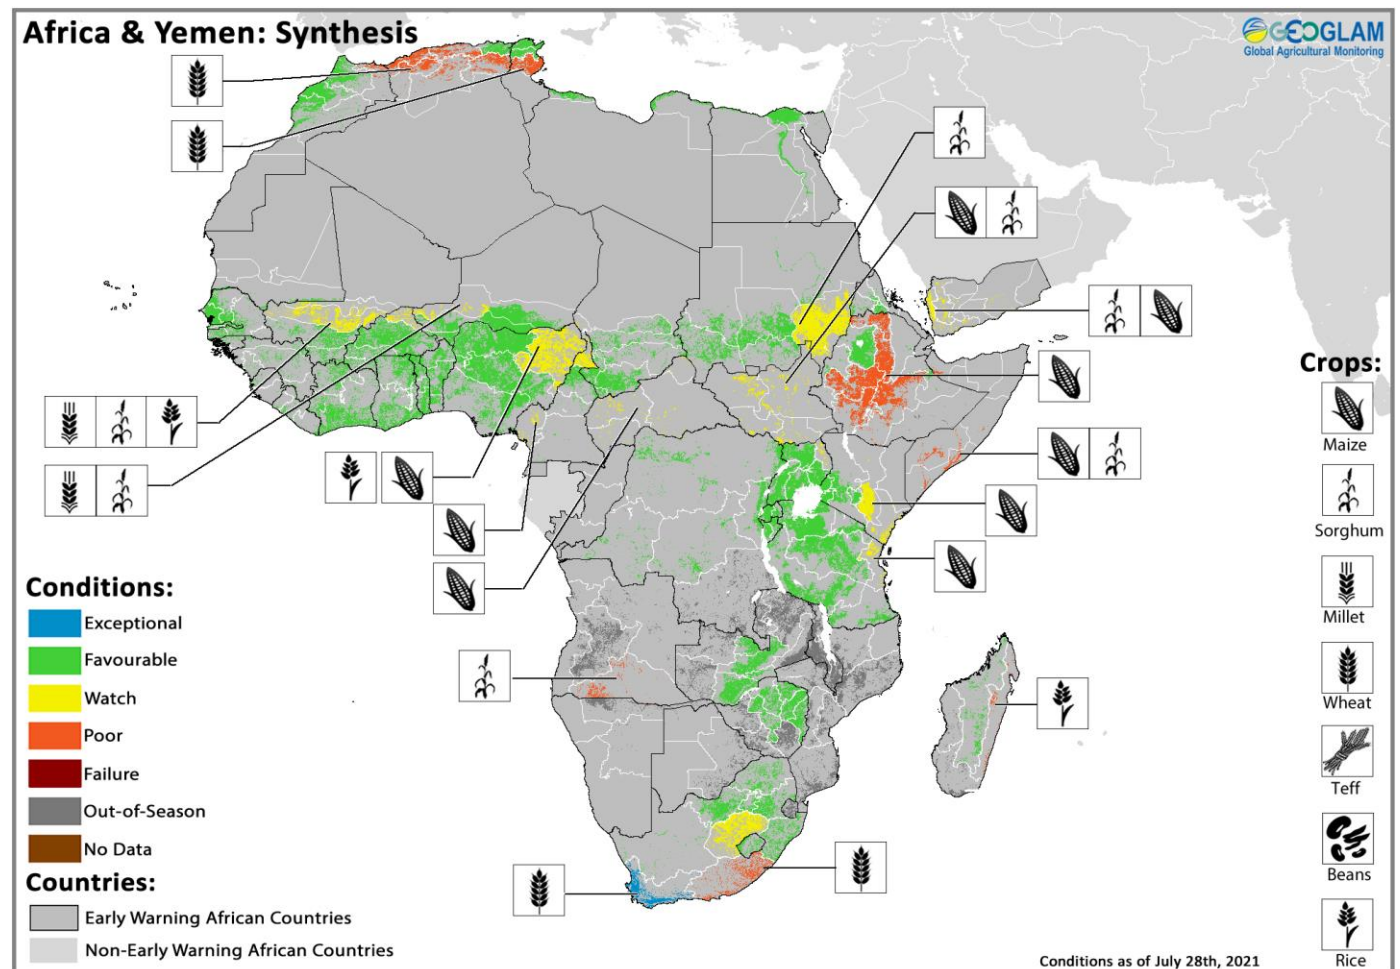 Africa & Yemen: Synthesis
GEOGLAM
Global Agricultural Monitoring
Crops:
Maize
Sorghum
Millet
Wheat
Teff
Beans
Rice
Conditions:
Exceptional
Favourable
Watch
Poor
Failure
Out-of-Season
No Data
Countries:
Early Warning African Countries
Non-Early Warning African Countries
Conditions as of July 28th, 2021